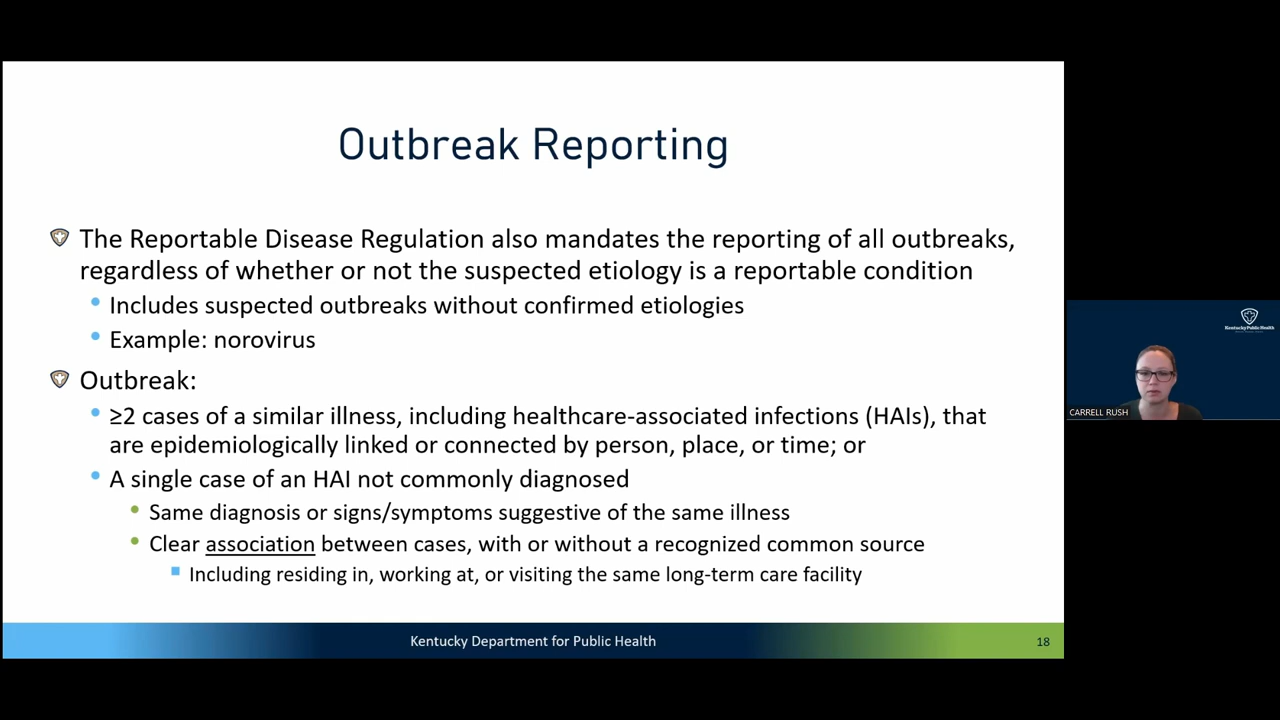 Outbreak Reporting
The Reportable Disease Regulation also mandates the reporting of all outbreaks,
regardless of whether or not the suspected etiology is a reportable condition
Includes suspected outbreaks without confirmed etiologies
Example: norovirus
Outbreak:
≥2 cases of a similar illness, including healthcare-associated infections (HAIs), that
are epidemiologically linked or connected by person, place, or time; or
A single case of an HAI not commonly diagnosed
Same diagnosis or signs/symptoms suggestive of the same illness
Clear association between cases, with or without a recognized common source
Including residing in, working at, or visiting the same long-term care facility
Kentucky Department for Public Health
18
Kentucky Public Health
CARRELL RUSH